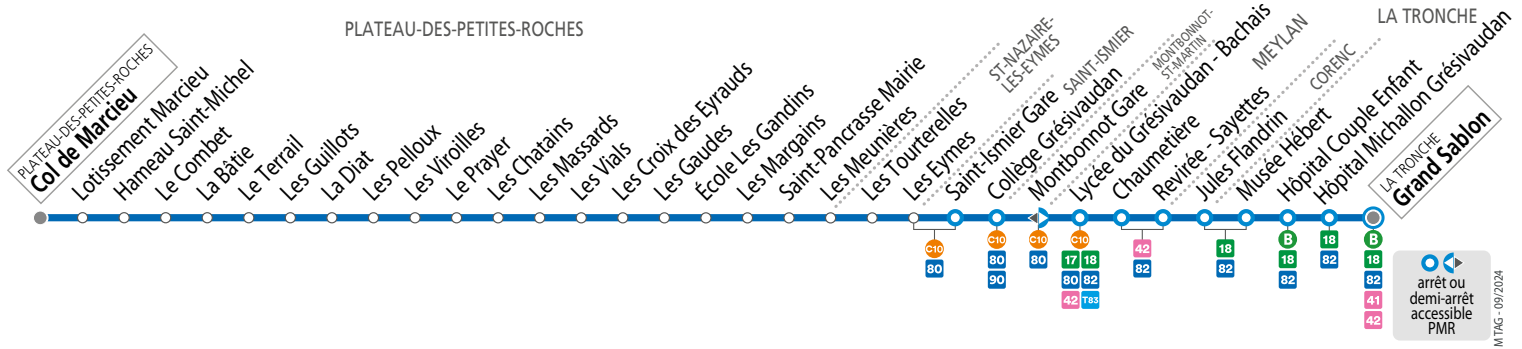 PLATEAU-DES-PETITES-ROCHES
LA TRONCHE
PLATEAU-DES-PETITES-ROCHES
Col de Marcieu
Lotissement Marcieu
Hameau Saint-Michel
Le Combet
La Bâtie
Le Terrail
Les Guillots
La Diat
Les Pelloux
Les Viroilles
Le Prayer
Les Chatains
Les Massards
Les Vials
Les Croix des Eyrauds
Les Gaudes
École Les Gandins
Les Margains
Saint-Pancrasse Mairie
Les Meunières
Les Tourterelles
ST-NAZAIRE-
LES-EYMES
Les Eymes
SAINT-ISMIER
Saint-Ismier Gare
Collège Grésivaudan
MONTBONNOT-
ST-MARTIN
Montbonnot Gare
MEYLAN
Lycée du Grésivaudan - Bachais
Chaumetière
Revirée - Sayettes
CORENC
Jules Flandrin
Musée Hébert
Hôpital Couple Enfant
Hôpital Michallon Grésivaudan
LA TRONCHE
Grand Sablon
C10
80
C10
80
90
C10
80
C10
17 18
80 82
42 T83
42
82
18
82
B
18
82
18
82
B
18
82
41
42
arrêt ou
demi-arrêt
accessible
PMR
M TAG - 09/2024